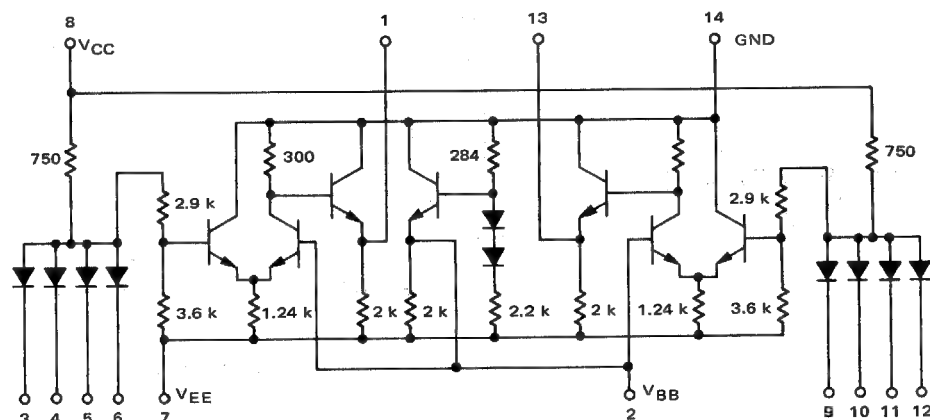 8 1 13 14
VCC GND
750 300 284 750
2.9 k 2.9 k
3.6 k 1.24 k 2 k 2 k 2.2 k 2 k 1.24 k 3.6 k
VEE VBB
3 4 5 6 7 2 9 10 11 12